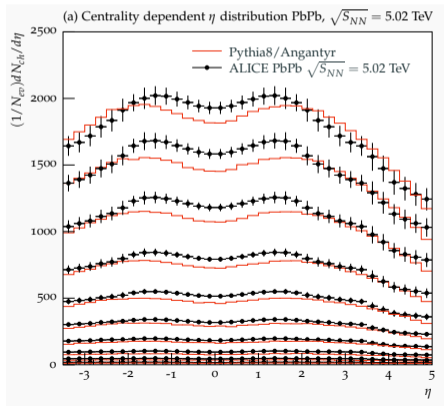 (a) Centrality dependent η distribution PbPb, √S_NN = 5.02 TeV
(1/N_ev)dN_ch/dη
Pythia8/Angantyr
ALICE PbPb √S_NN = 5.02 TeV
2500
2000
1500
1000
500
0
-3 -2 -1 0 1 2 3 4 5
η